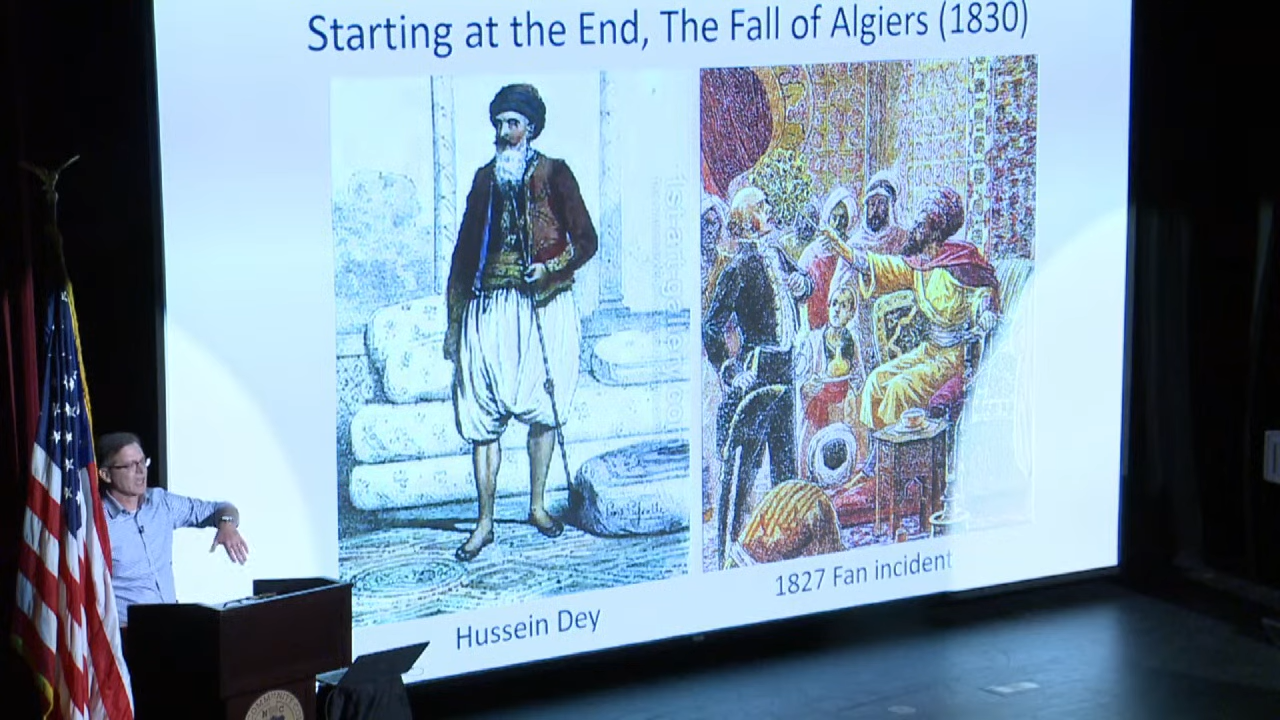 Starting at the End, The Fall of Algiers (1830)
Hussein Dey
1827 Fan incident